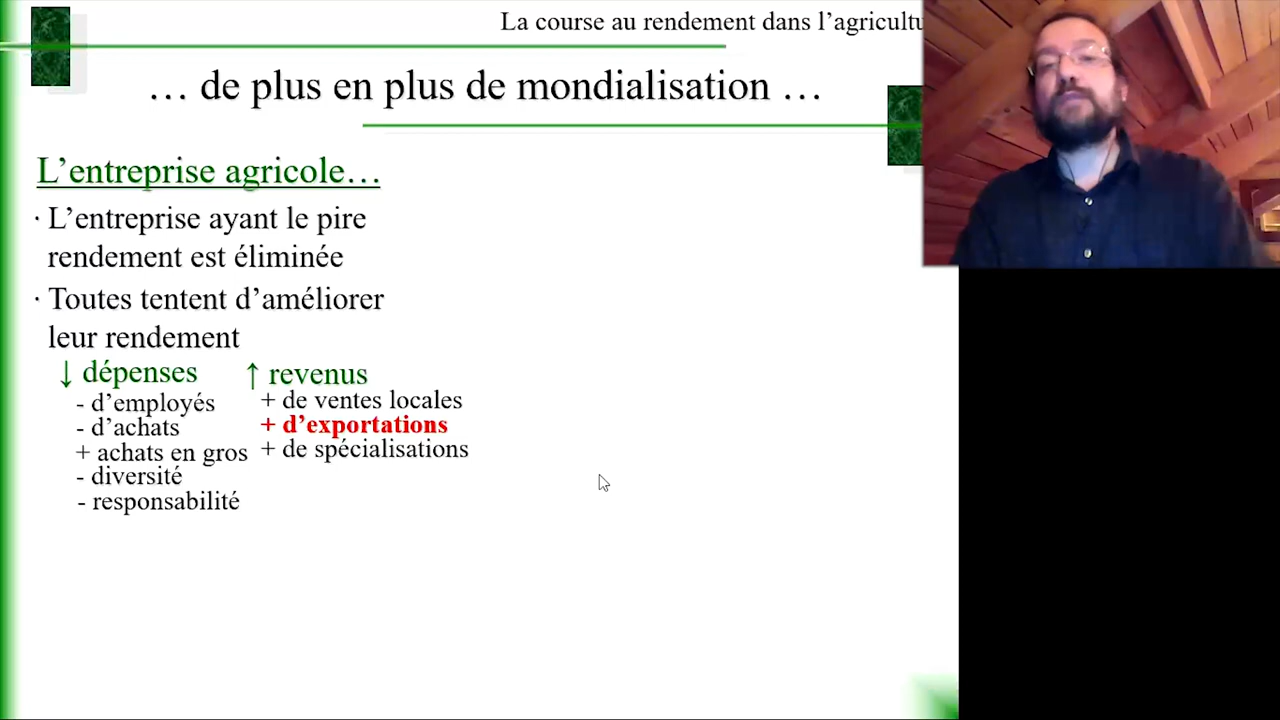 La course au rendement dans l’agricultu
… de plus en plus de mondialisation …
L’entreprise agricole…
· L’entreprise ayant le pire
rendement est éliminée
· Toutes tentent d’améliorer
leur rendement
↓ dépenses
- d’employés
- d’achats
+ achats en gros
- diversité
- responsabilité
↑ revenus
+ de ventes locales
+ d’exportations
+ de spécialisations